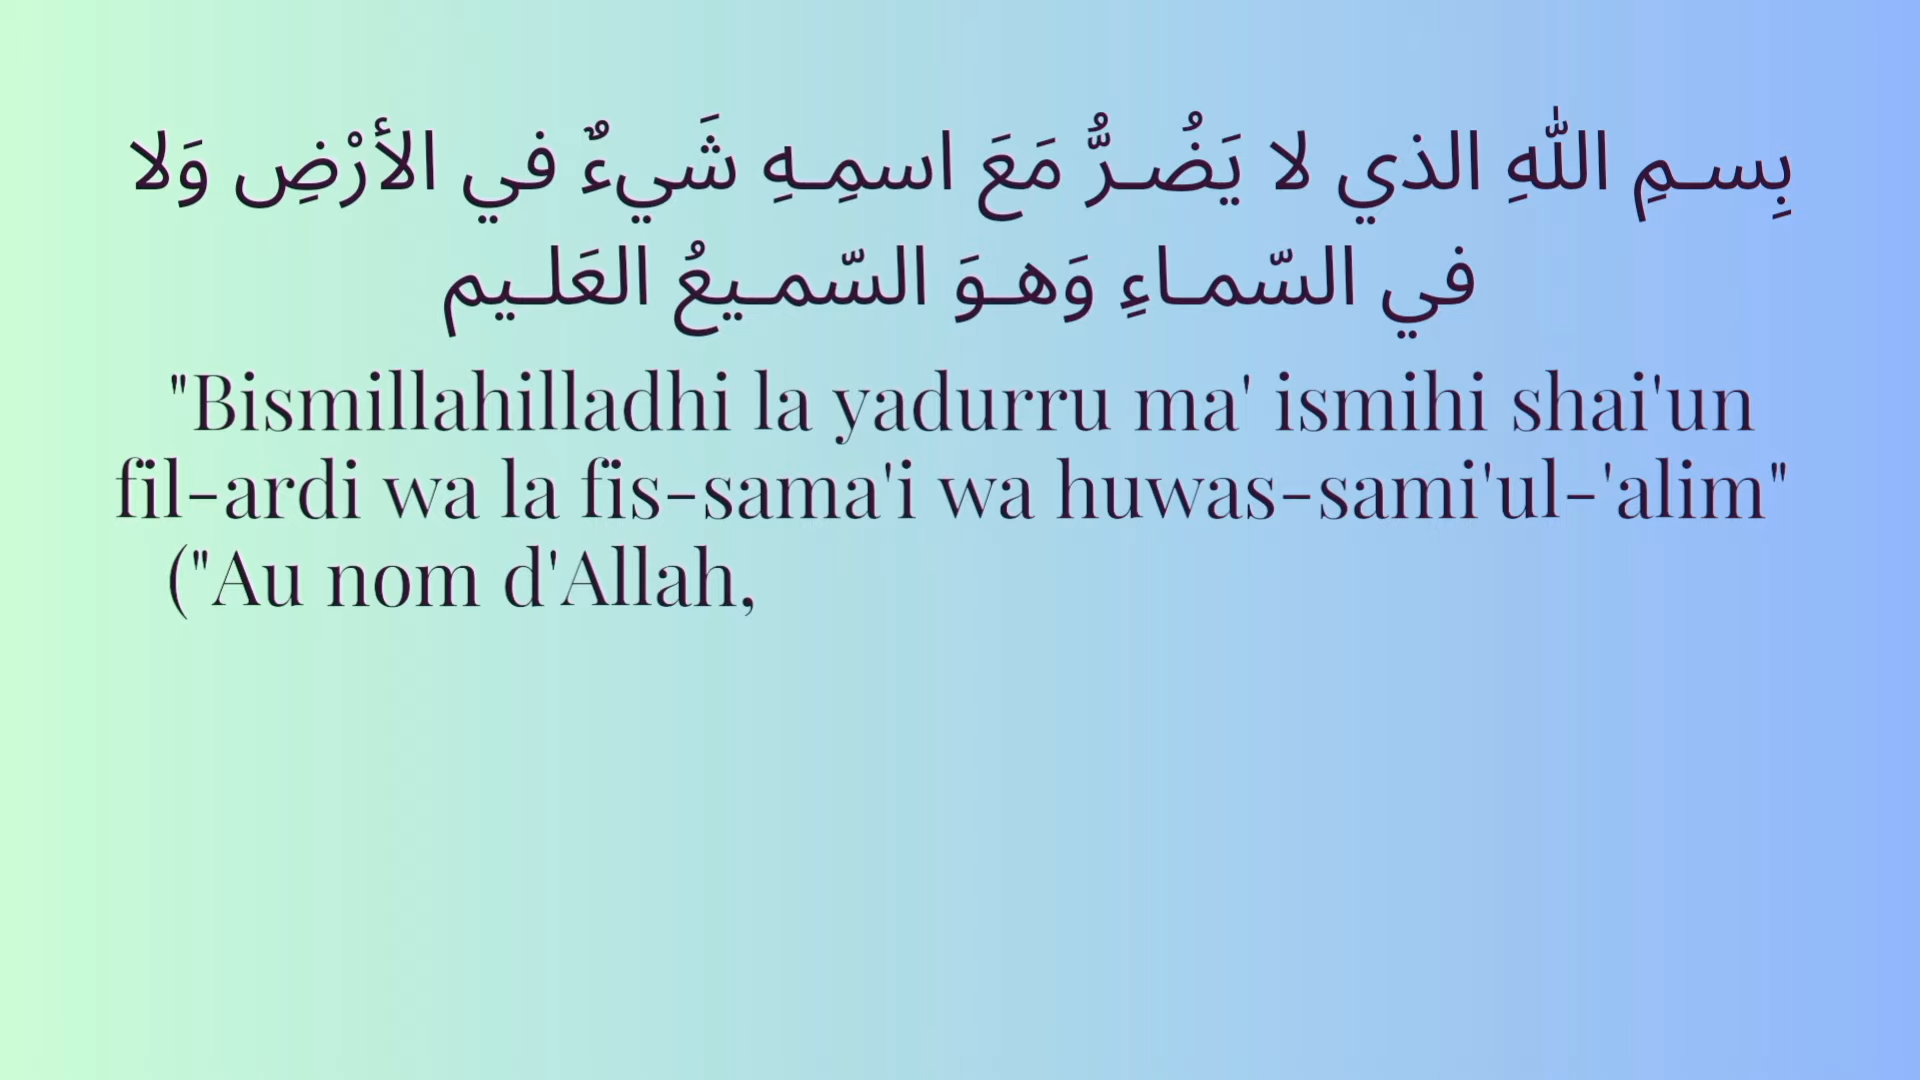 بِسـمِ اللهِ الذي لا يَضُـرُّ مَعَ اسمِـهِ شَيءٌ في الأرْضِ وَلا
في السّمـاءِ وَهـوَ السّمـيعُ العَلـيم
"Bismillahilladhi la yadurru ma' ismihi shai'un
fil-ardi wa la fis-sama'i wa huwas-sami'ul-'alim"
("Au nom d'Allah,